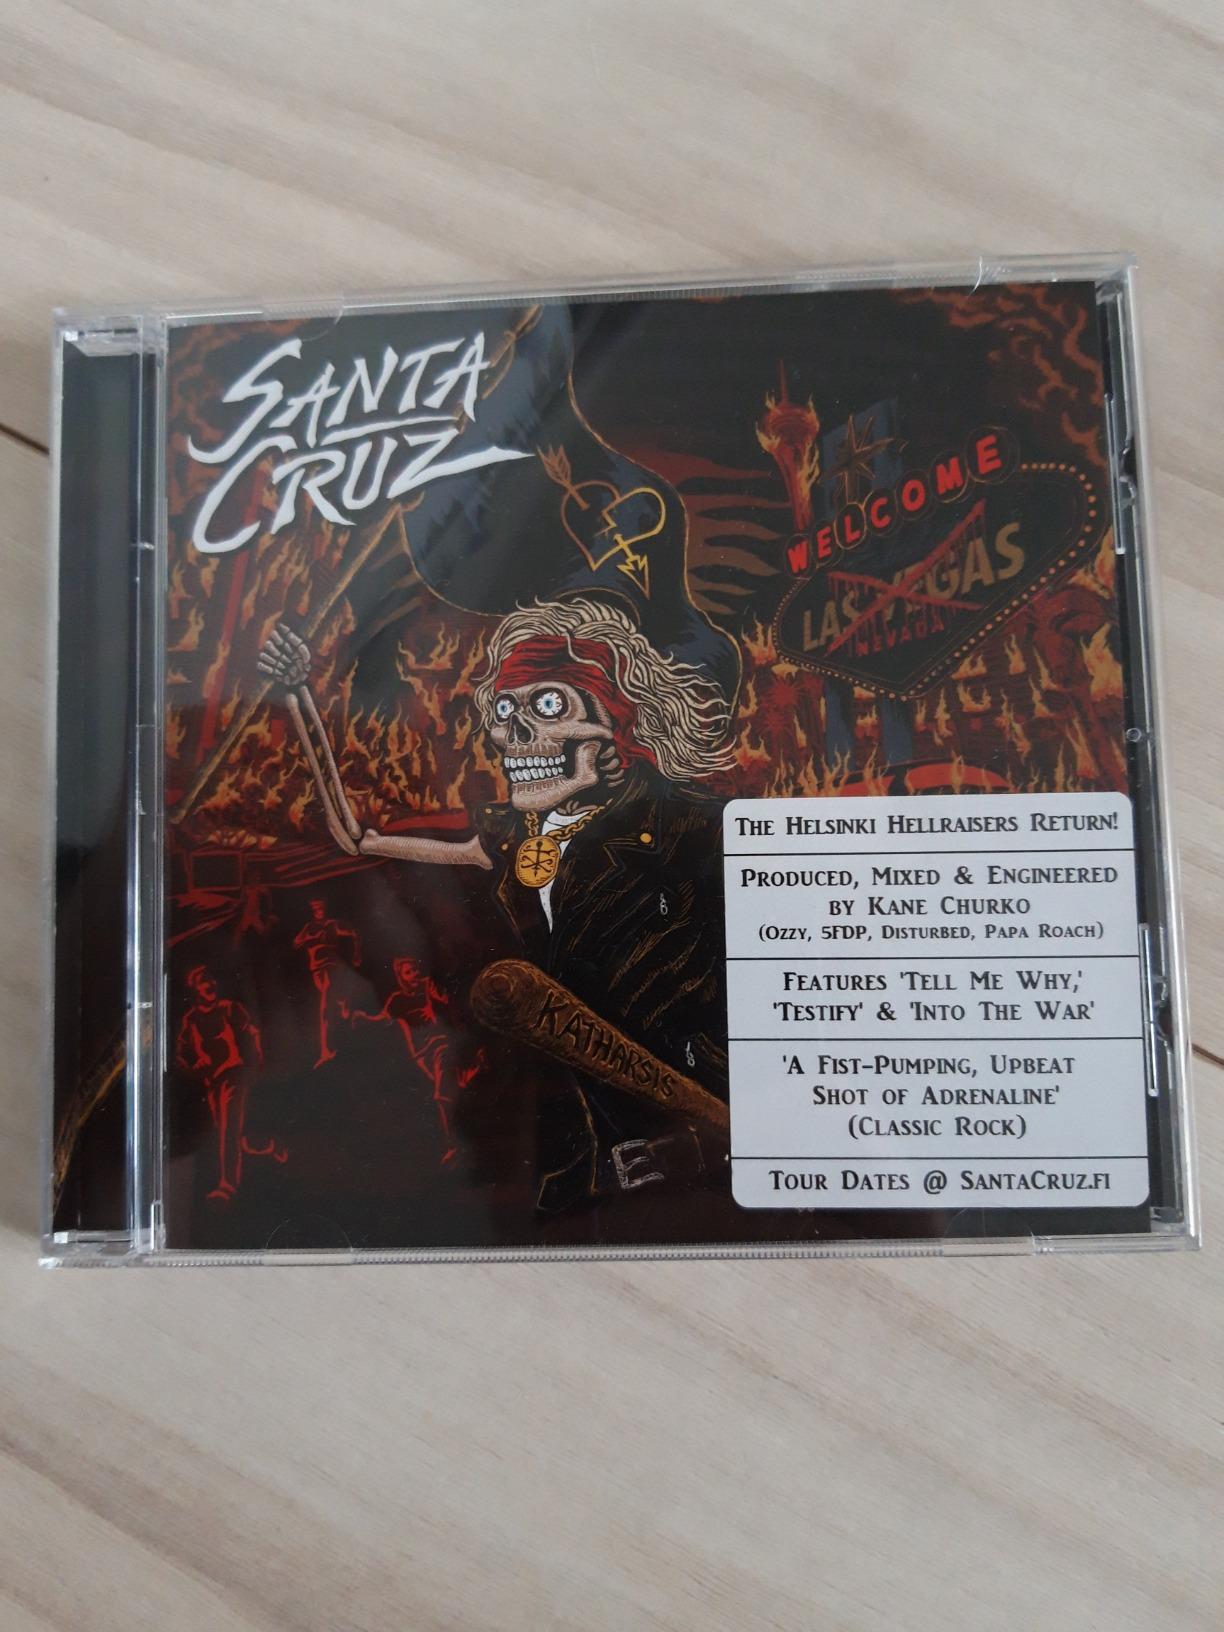 SANTA
CRUZ
WELCOME
LAS VEGAS
NEVADA
KATHARSIS
THE HELSINKI HELLRAISERS RETURN!
PRODUCED, MIXED & ENGINEERED
BY KANE CHURKO
(OZZY, 5FDP, DISTURBED, PAPA ROACH)
FEATURES 'TELL ME WHY,'
'TESTIFY' & 'INTO THE WAR'
'A FIST-PUMPING, UPBEAT
SHOT OF ADRENALINE'
(CLASSIC ROCK)
TOUR DATES @ SANTACRUZ.FI